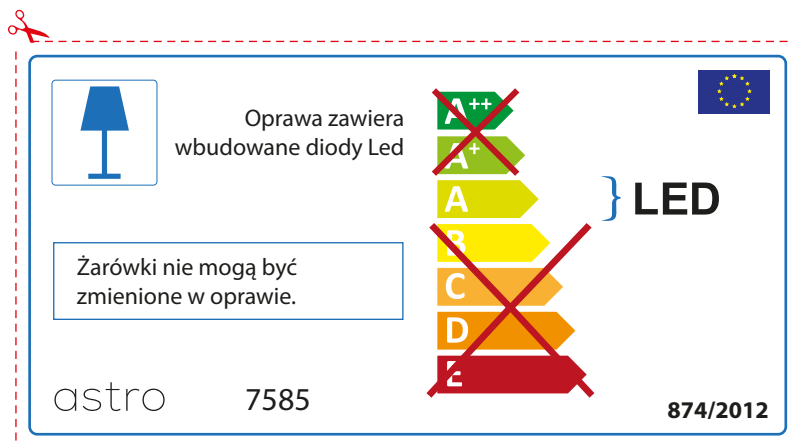 Oprawa zawiera
wbudowane diody Led
A++
A+
A
B
C
D
E
LED
Żarówki nie mogą być
zmienione w oprawie.
astro
7585
874/2012